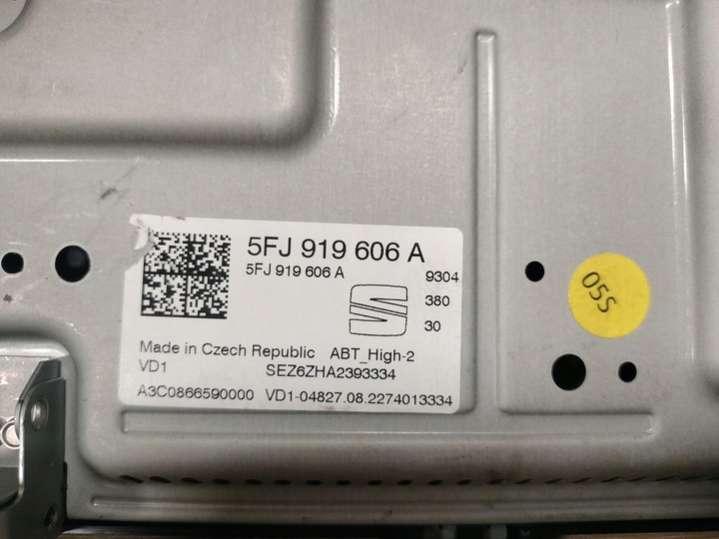 5FJ 919 606 A
5FJ 919 606 A
9304
380
30
Made in Czech Republic ABT_High-2
VD1 SEZ6ZHA2393334
A3C0866590000 VD1-04827.08.2274013334
05S